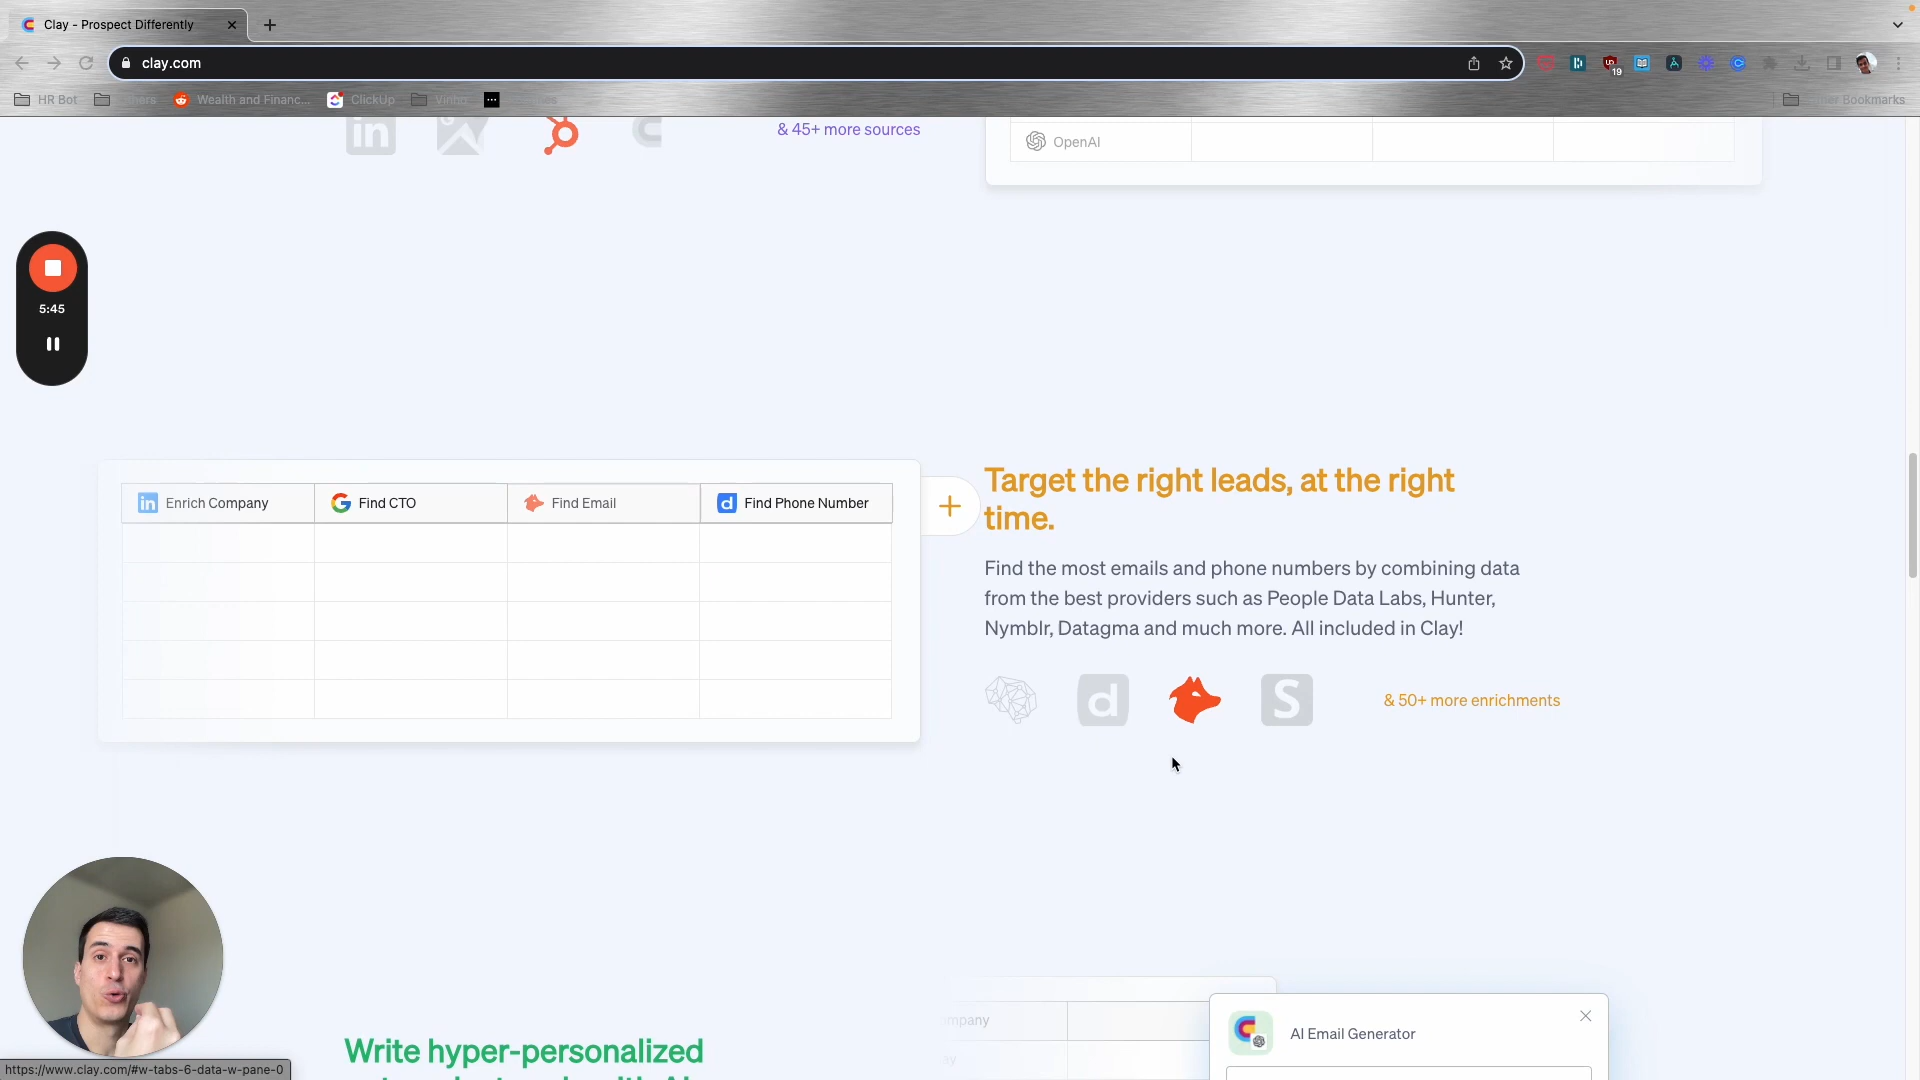 Clay - Prospect Differently
clay.com
19
HR Bot
Wealth and Financ...
ClickUp
Bookmarks
& 45+ more sources
OpenAI
5:45
Enrich Company
Find CTO
Find Email
Find Phone Number
Target the right leads, at the right
time.
Find the most emails and phone numbers by combining data
from the best providers such as People Data Labs, Hunter,
Nymblr, Datagma and much more. All included in Clay!
& 50+ more enrichments
Write hyper-personalized
AI Email Generator
https://www.clay.com/#w-tabs-6-data-w-pane-0